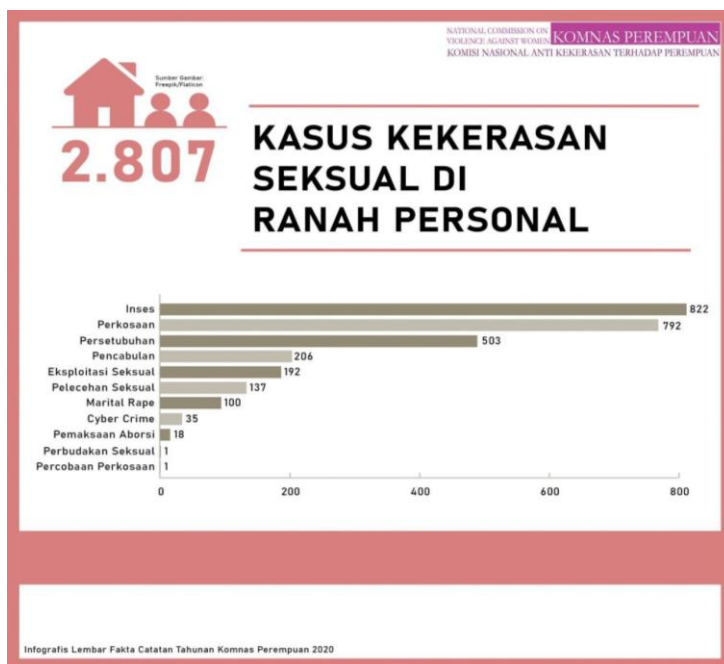 NATIONAL COMMISSION ON
VIOLENCE AGAINST WOMEN
KOMNAS PEREMPUAN
KOMISI NASIONAL ANTI KEKERASAN TERHADAP PEREMPUAN
Sumber Gambar:
Freepik/Flaticon
2.807
KASUS KEKERASAN
SEKSUAL DI
RANAH PERSONAL
Inses 822
Perkosaan 792
Persetubuhan 503
Pencabulan 206
Eksploitasi Seksual 192
Pelecehan Seksual 137
Marital Rape 100
Cyber Crime 35
Pemaksaan Aborsi 18
Perbudakan Seksual 1
Percobaan Perkosaan 1
0 200 400 600 800
Infografis Lembar Fakta Catatan Tahunan Komnas Perempuan 2020